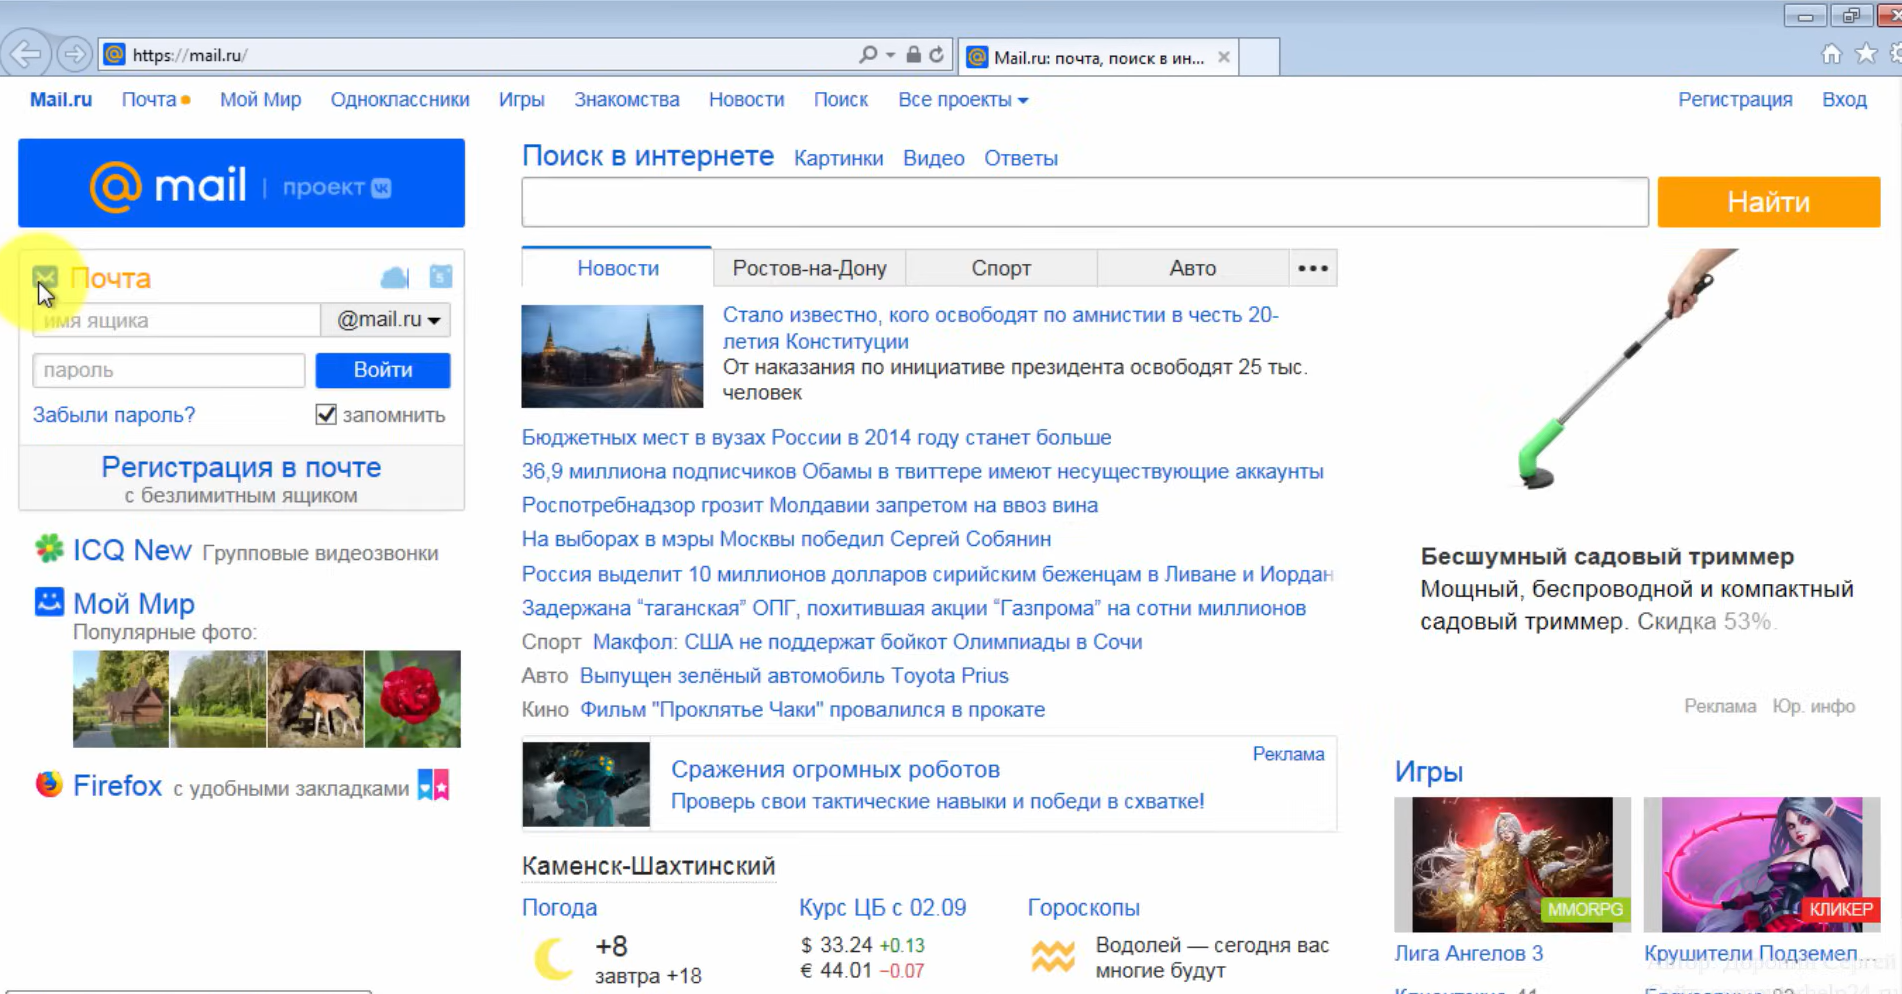 https://mail.ru/
Mail.ru: почта, поиск в ин...
Mail.ru Почта Мой Мир Одноклассники Игры Знакомства Новости Поиск Все проекты Регистрация Вход
@mail | проект
Почта
5
имя ящика @mail.ru
пароль Войти
Забыли пароль? запомнить
Регистрация в почте
с безлимитным ящиком
ICQ New Групповые видеозвонки
Мой Мир
Популярные фото:
Firefox с удобными закладками
Поиск в интернете Картинки Видео Ответы
Найти
Новости Ростов-на-Дону Спорт Авто •••
Стало известно, кого освободят по амнистии в честь 20-
летия Конституции
От наказания по инициативе президента освободят 25 тыс.
человек
Бюджетных мест в вузах России в 2014 году станет больше
36,9 миллиона подписчиков Обамы в твиттере имеют несуществующие аккаунты
Роспотребнадзор грозит Молдавии запретом на ввоз вина
На выборах в мэры Москвы победил Сергей Собянин
Россия выделит 10 миллионов долларов сирийским беженцам в Ливане и Иордан
Задержана “таганская” ОПГ, похитившая акции “Газпрома” на сотни миллионов
Спорт Макфол: США не поддержат бойкот Олимпиады в Сочи
Авто Выпущен зелёный автомобиль Toyota Prius
Кино Фильм "Проклятье Чаки" провалился в прокате
Сражения огромных роботов
Реклама
Проверь свои тактические навыки и победи в схватке!
Каменск-Шахтинский
Погода
+8
завтра +18
Курс ЦБ с 02.09
$ 33.24 +0.13
€ 44.01 −0.07
Гороскопы
Водолей — сегодня вас
многие будут
Бесшумный садовый триммер
Мощный, беспроводной и компактный
садовый триммер. Скидка 53%.
Реклама Юр. инфо
Игры
MMORPG
КЛИКЕР
Лига Ангелов 3
Крушители Подземел...